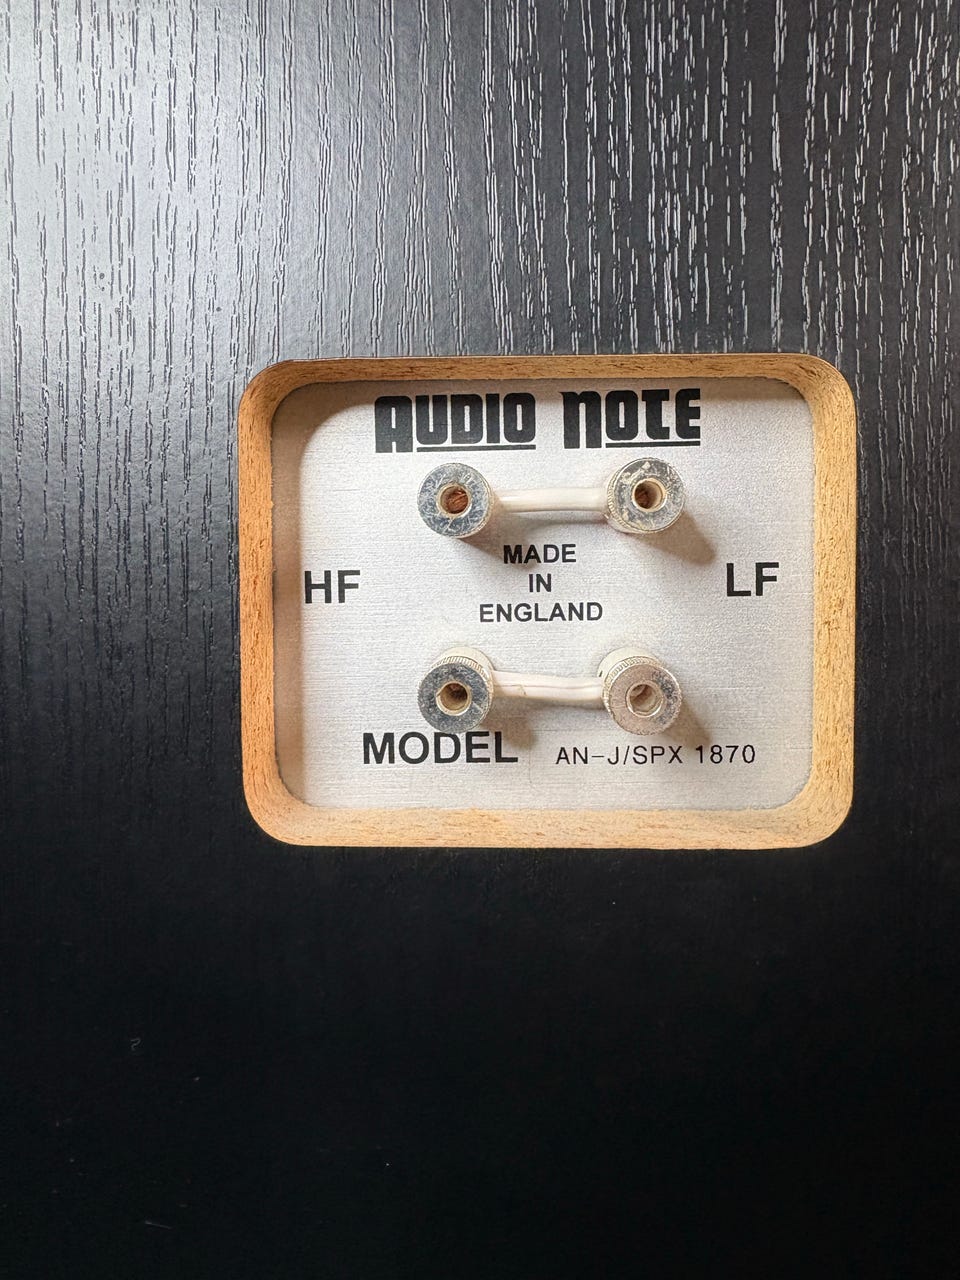 AUDIO NOTE
MADE
IN
ENGLAND
HF
LF
MODEL AN-J/SPX 1870